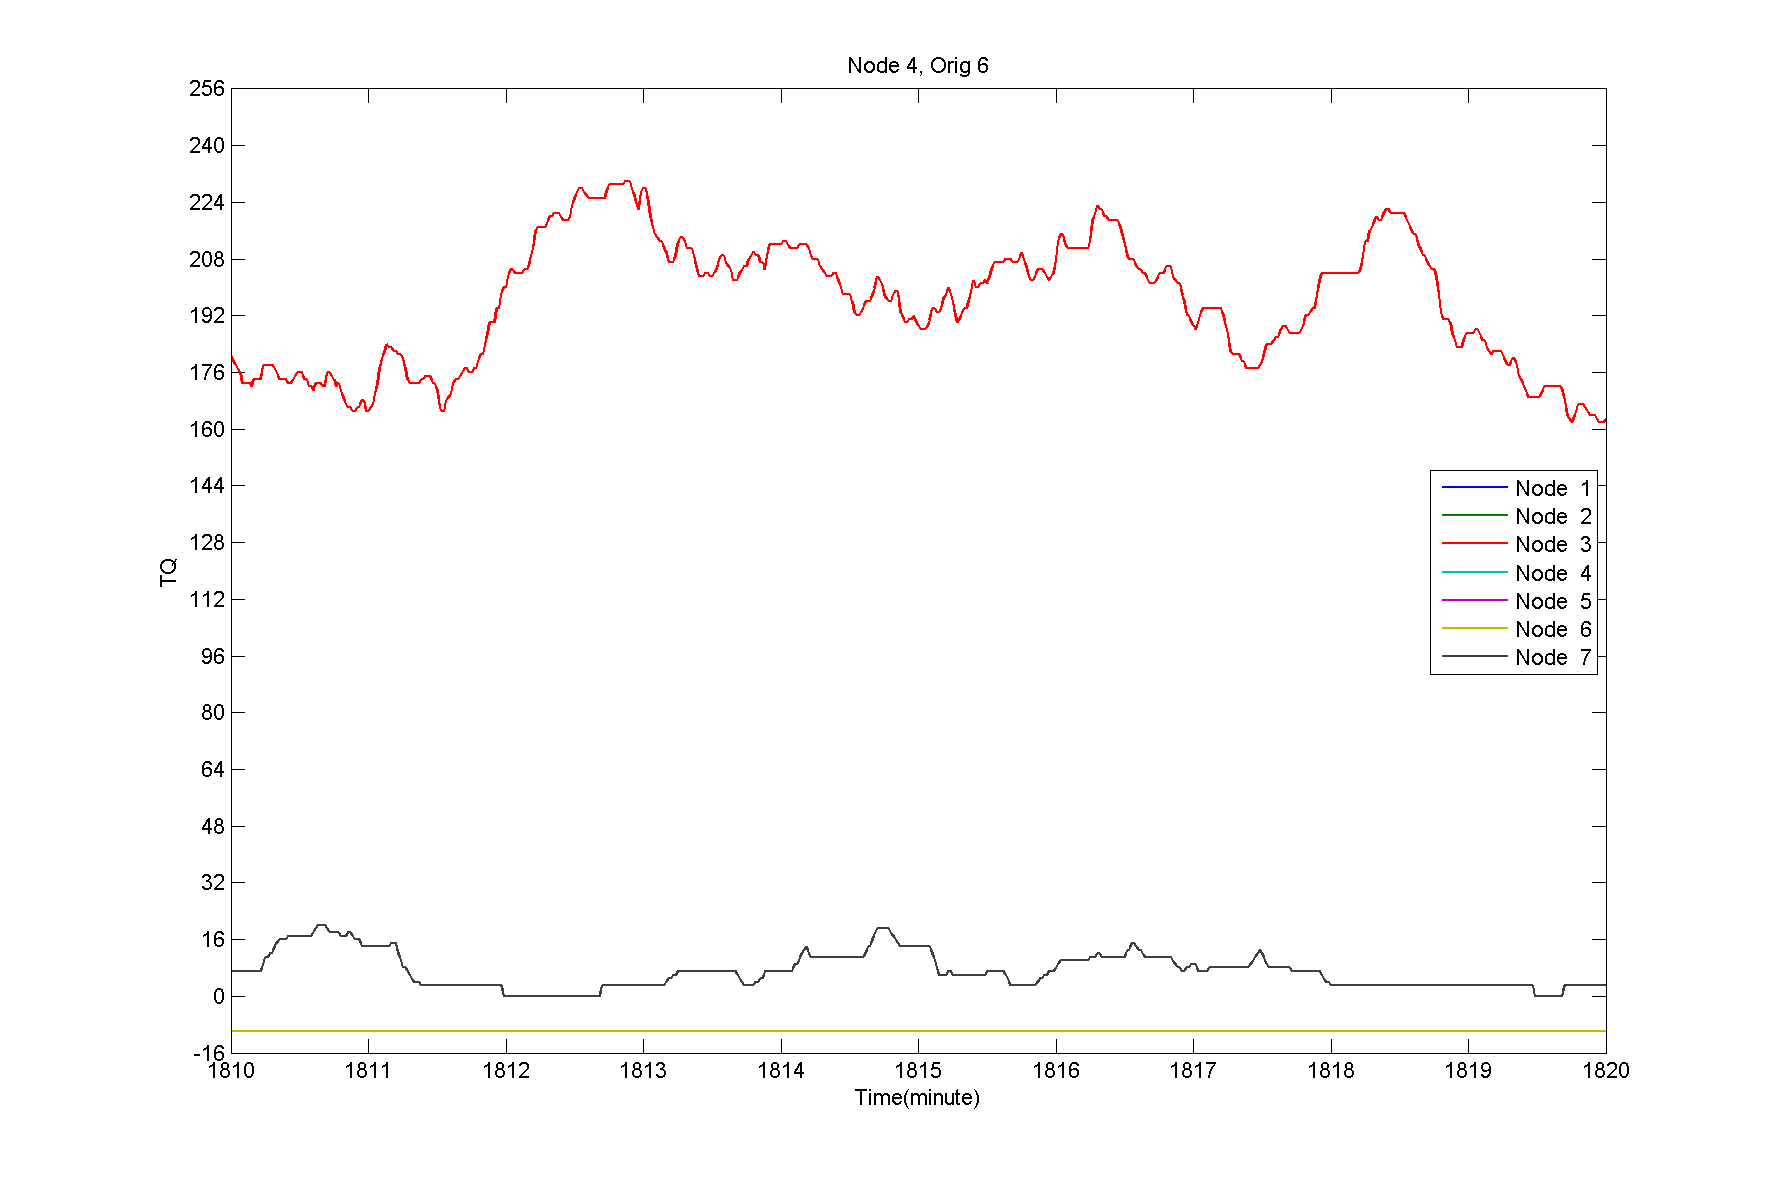 Node 4, Orig 6
256
240
224
208
192
176
160
144
128
112
96
80
64
48
32
16
0
-16
TQ
Node 1
Node 2
Node 3
Node 4
Node 5
Node 6
Node 7
1810 1811 1812 1813 1814 1815 1816 1817 1818 1819 1820
Time(minute)